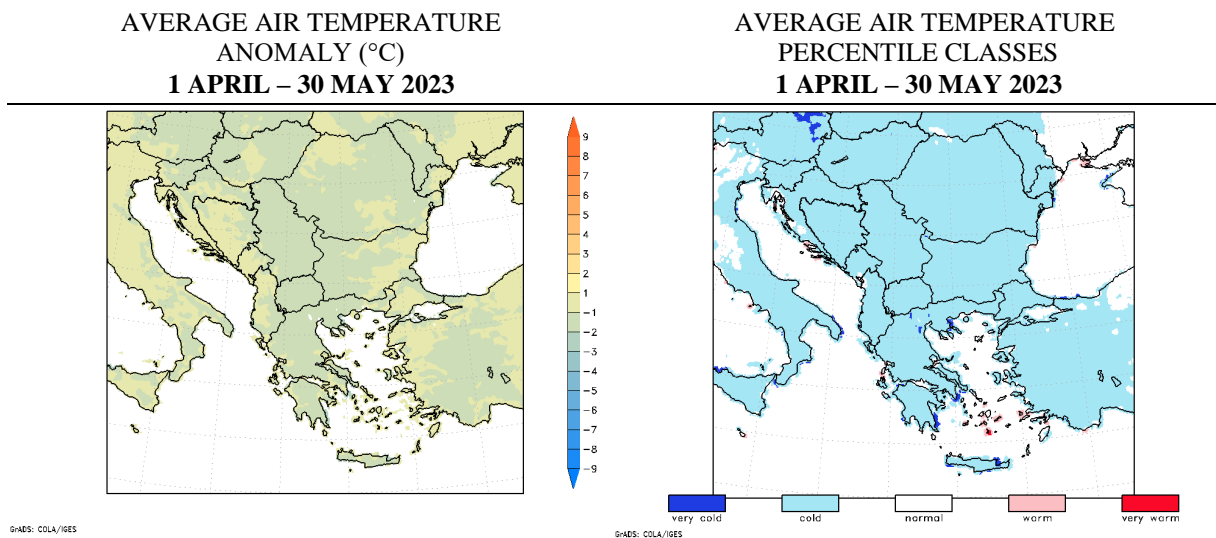 AVERAGE AIR TEMPERATURE
ANOMALY (°C)
1 APRIL – 30 MAY 2023
AVERAGE AIR TEMPERATURE
PERCENTILE CLASSES
1 APRIL – 30 MAY 2023
9
8
7
6
5
4
3
2
1
−1
−2
−3
−4
−5
−6
−7
−8
−9
very cold
cold
normal
warm
very warm
GrADS: COLA/IGES
GrADS: COLA/IGES